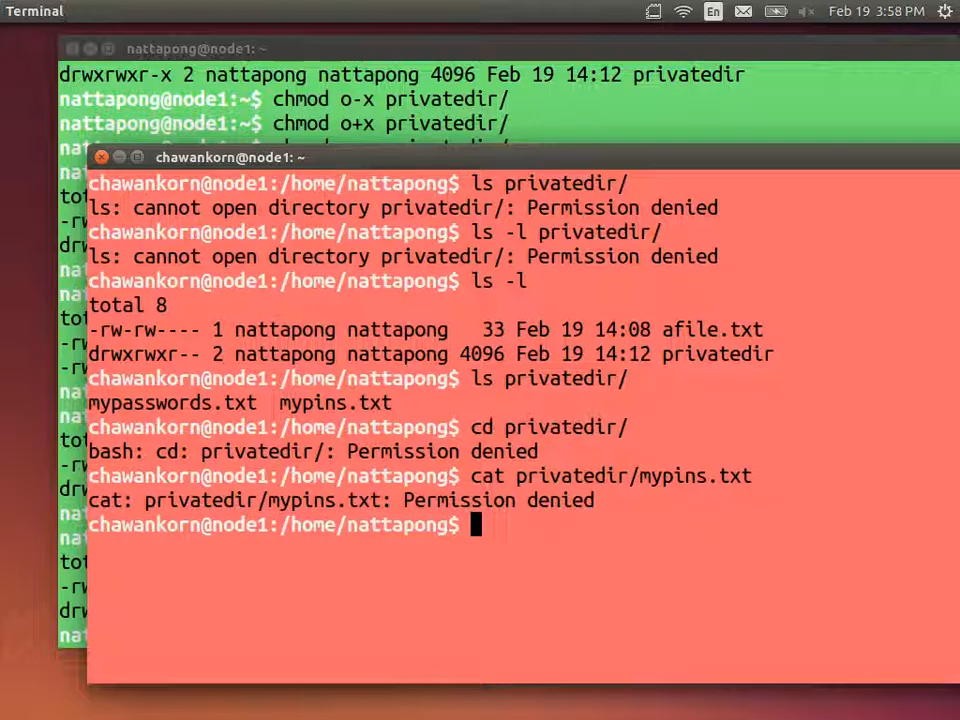 Terminal
En
Feb 19 3:58 PM
nattapong@node1: ~
drwxrwxr-x 2 nattapong nattapong 4096 Feb 19 14:12 privatedir
nattapong@node1:~$ chmod o-x privatedir/
nattapong@node1:~$ chmod o+x privatedir/
chawankorn@node1: ~
chawankorn@node1:/home/nattapong$ ls privatedir/
ls: cannot open directory privatedir/: Permission denied
chawankorn@node1:/home/nattapong$ ls -l privatedir/
ls: cannot open directory privatedir/: Permission denied
chawankorn@node1:/home/nattapong$ ls -l
total 8
-rw-rw---- 1 nattapong nattapong   33 Feb 19 14:08 afile.txt
drwxrwxr-- 2 nattapong nattapong 4096 Feb 19 14:12 privatedir
chawankorn@node1:/home/nattapong$ ls privatedir/
mypasswords.txt  mypins.txt
chawankorn@node1:/home/nattapong$ cd privatedir/
bash: cd: privatedir/: Permission denied
chawankorn@node1:/home/nattapong$ cat privatedir/mypins.txt
cat: privatedir/mypins.txt: Permission denied
chawankorn@node1:/home/nattapong$